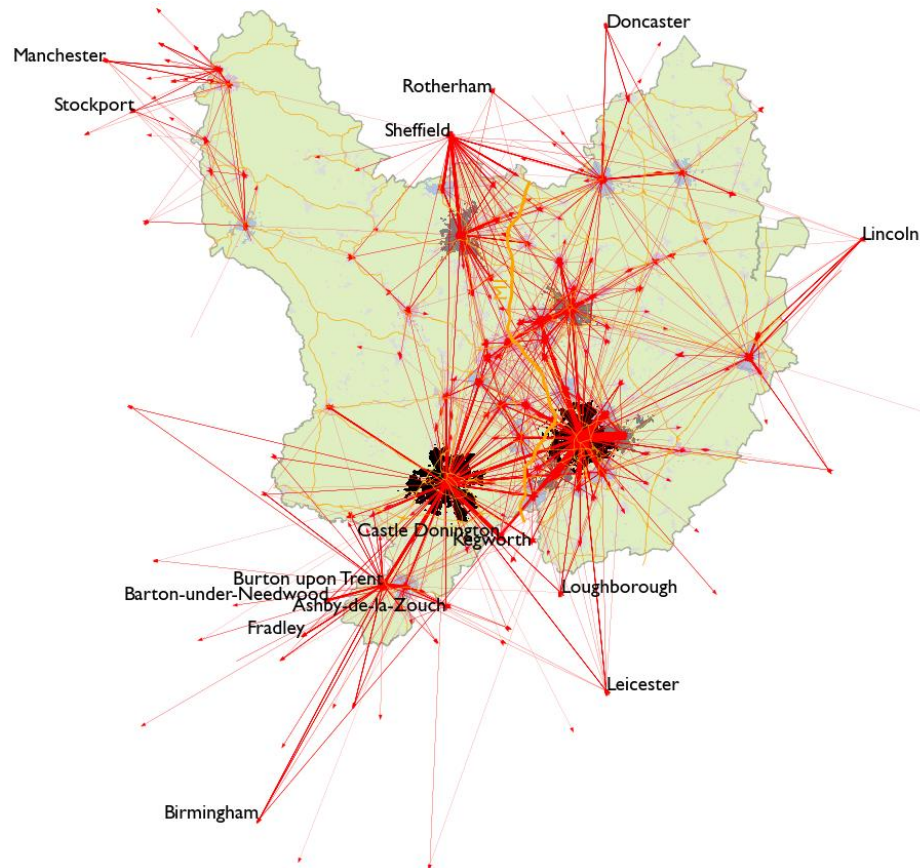 Doncaster
Manchester
Rotherham
Stockport
Sheffield
Lincoln
Castle Donington
Kegworth
Burton upon Trent
Loughborough
Barton-under-Needwood
Ashby-de-la-Zouch
Fradley
Leicester
Birmingham